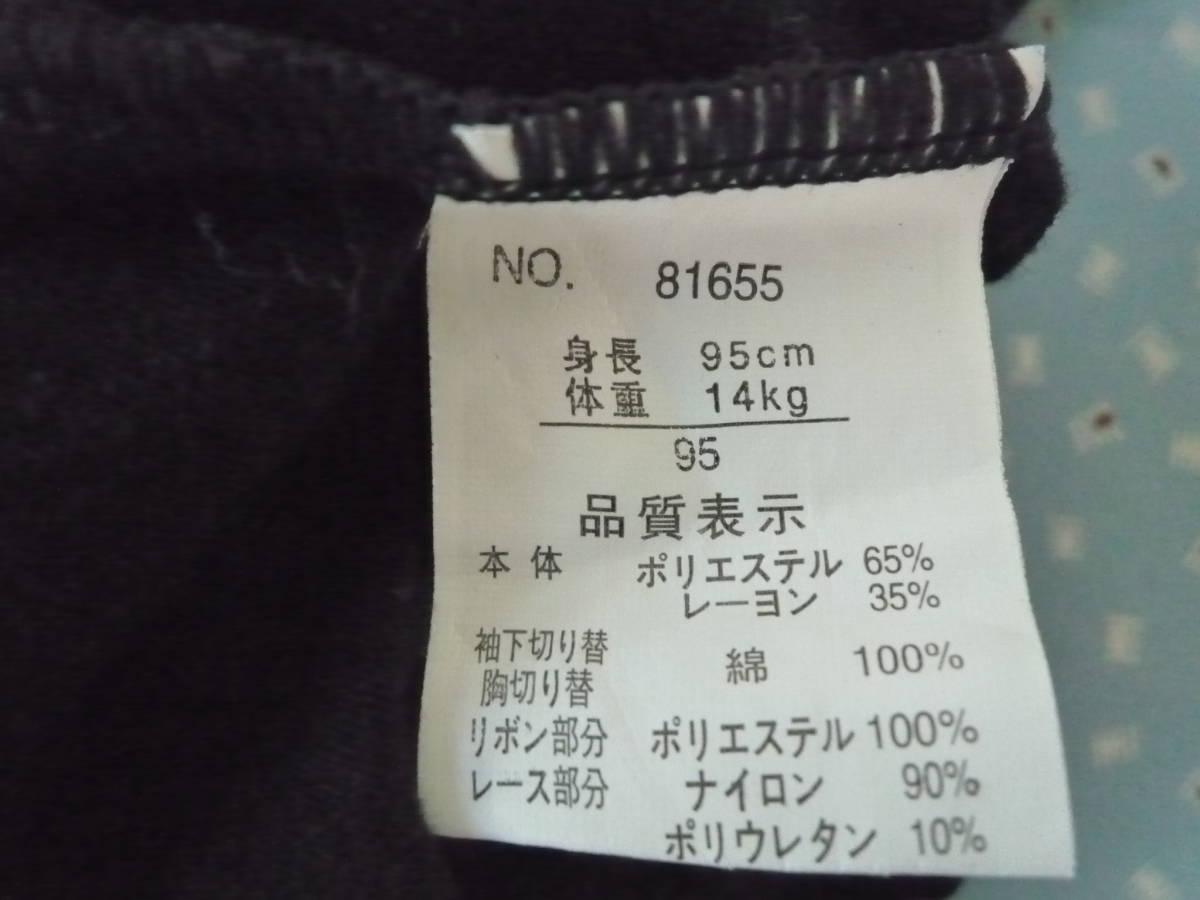 NO. 81655
身長 95cm
体重 14kg
95
品質表示
本体 ポリエステル 65%
レーヨン 35%
袖下切り替
胸切り替 綿 100%
リボン部分 ポリエステル 100%
レース部分 ナイロン 90%
ポリウレタン 10%